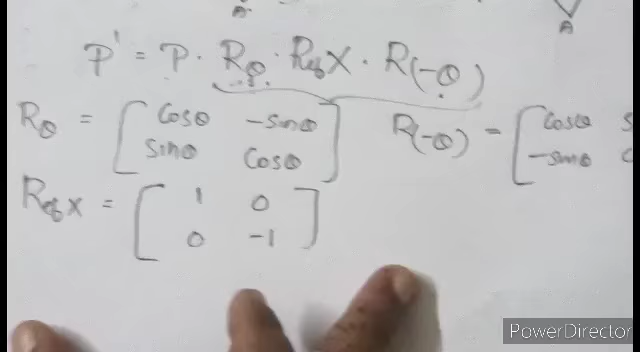 A
A
P' = P · Rθ · Refx · R(-θ)
Rθ = [ cosθ -sinθ
sinθ cosθ ]
R(-θ) = [ cosθ
-sinθ
Refx = [ 1 0
0 -1 ]
PowerDirector